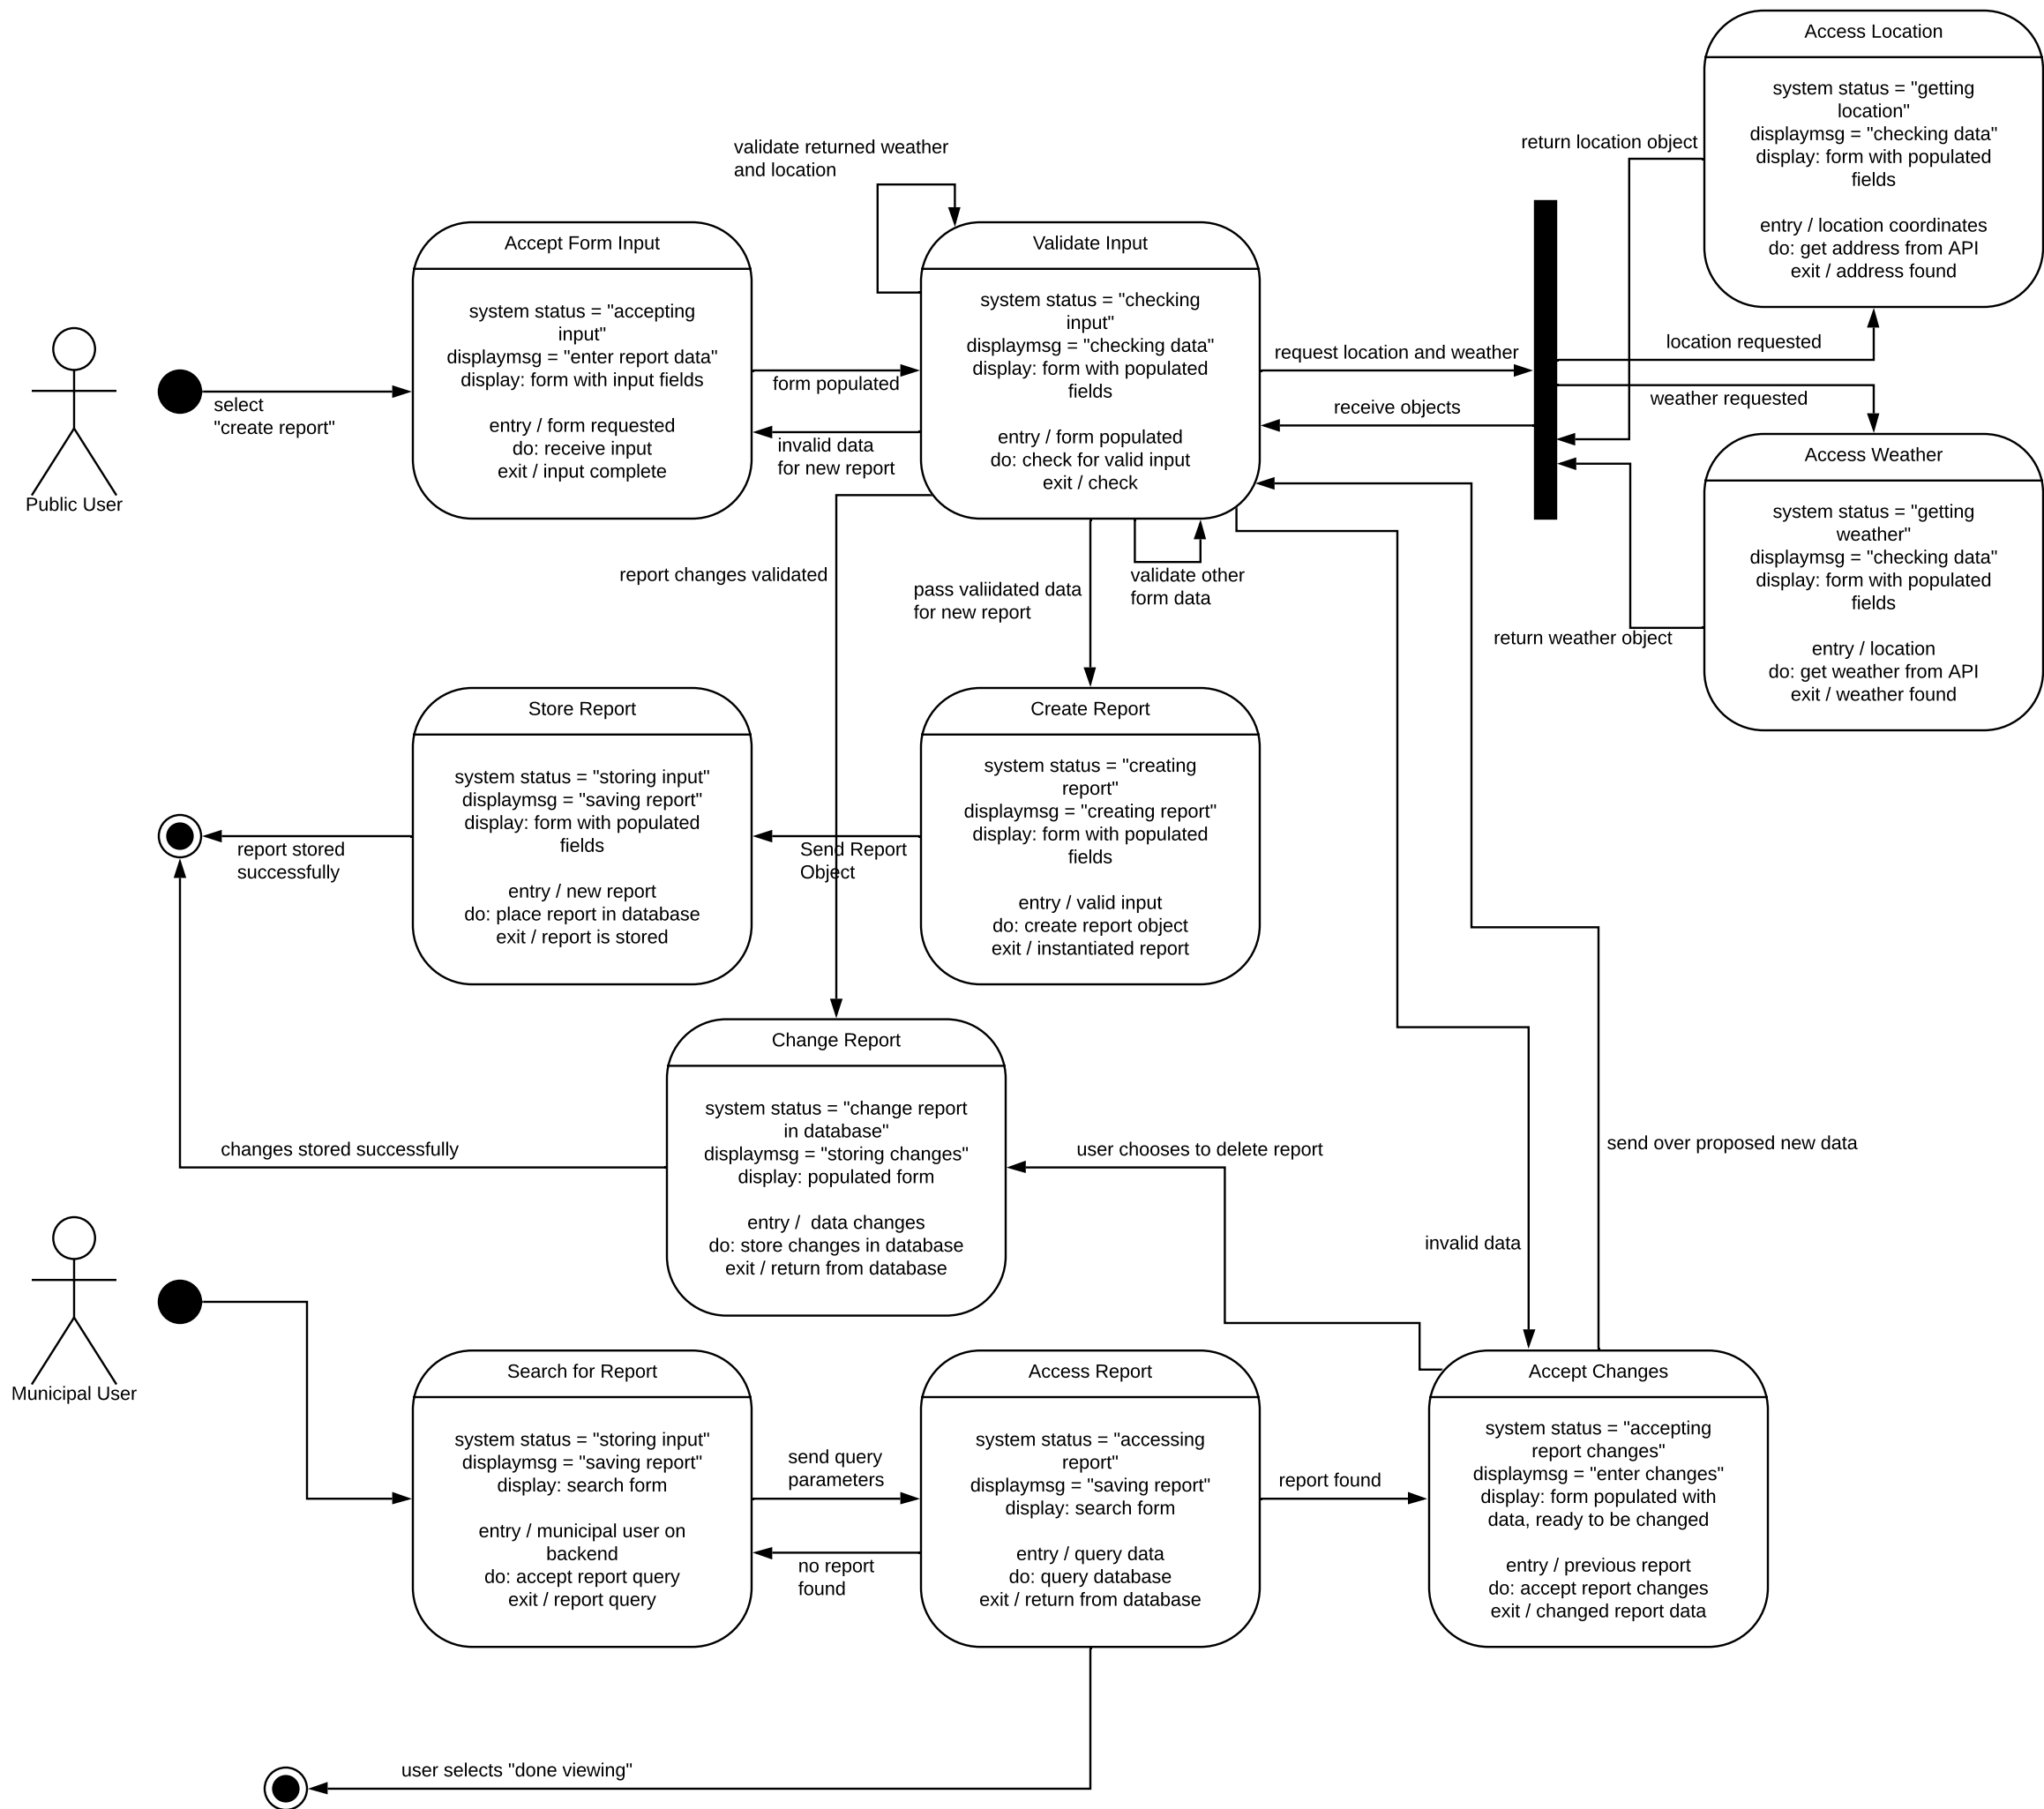 Access Location
system status = "getting
location"
displaymsg = "checking data"
display: form with populated
fields
entry / location coordinates
do: get address from API
exit / address found
return location object
validate returned weather
and location
Accept Form Input
system status = "accepting
input"
displaymsg = "enter report data"
display: form with input fields
entry / form requested
do: receive input
exit / input complete
Validate Input
system status = "checking
input"
displaymsg = "checking data"
display: form with populated
fields
entry / form populated
do: check for valid input
exit / check
request location and weather
receive objects
location requested
weather requested
form populated
invalid data
for new report
select
"create report"
Public User
Access Weather
system status = "getting
weather"
displaymsg = "checking data"
display: form with populated
fields
entry / location
do: get weather from API
exit / weather found
return weather object
report changes validated
pass valiidated data
for new report
validate other
form data
Store Report
system status = "storing input"
displaymsg = "saving report"
display: form with populated
fields
entry / new report
do: place report in database
exit / report is stored
Create Report
system status = "creating
report"
displaymsg = "creating report"
display: form with populated
fields
entry / valid input
do: create report object
exit / instantiated report
report stored
successfully
Send Report
Object
Change Report
system status = "change report
in database"
displaymsg = "storing changes"
display: populated form
entry /  data changes
do: store changes in database
exit / return from database
changes stored successfully
user chooses to delete report
send over proposed new data
invalid data
Municipal User
Search for Report
system status = "storing input"
displaymsg = "saving report"
display: search form
entry / municipal user on
backend
do: accept report query
exit / report query
send query
parameters
no report
found
Access Report
system status = "accessing
report"
displaymsg = "saving report"
display: search form
entry / query data
do: query database
exit / return from database
report found
Accept Changes
system status = "accepting
report changes"
displaymsg = "enter changes"
display: form populated with
data, ready to be changed
entry / previous report
do: accept report changes
exit / changed report data
user selects "done viewing"